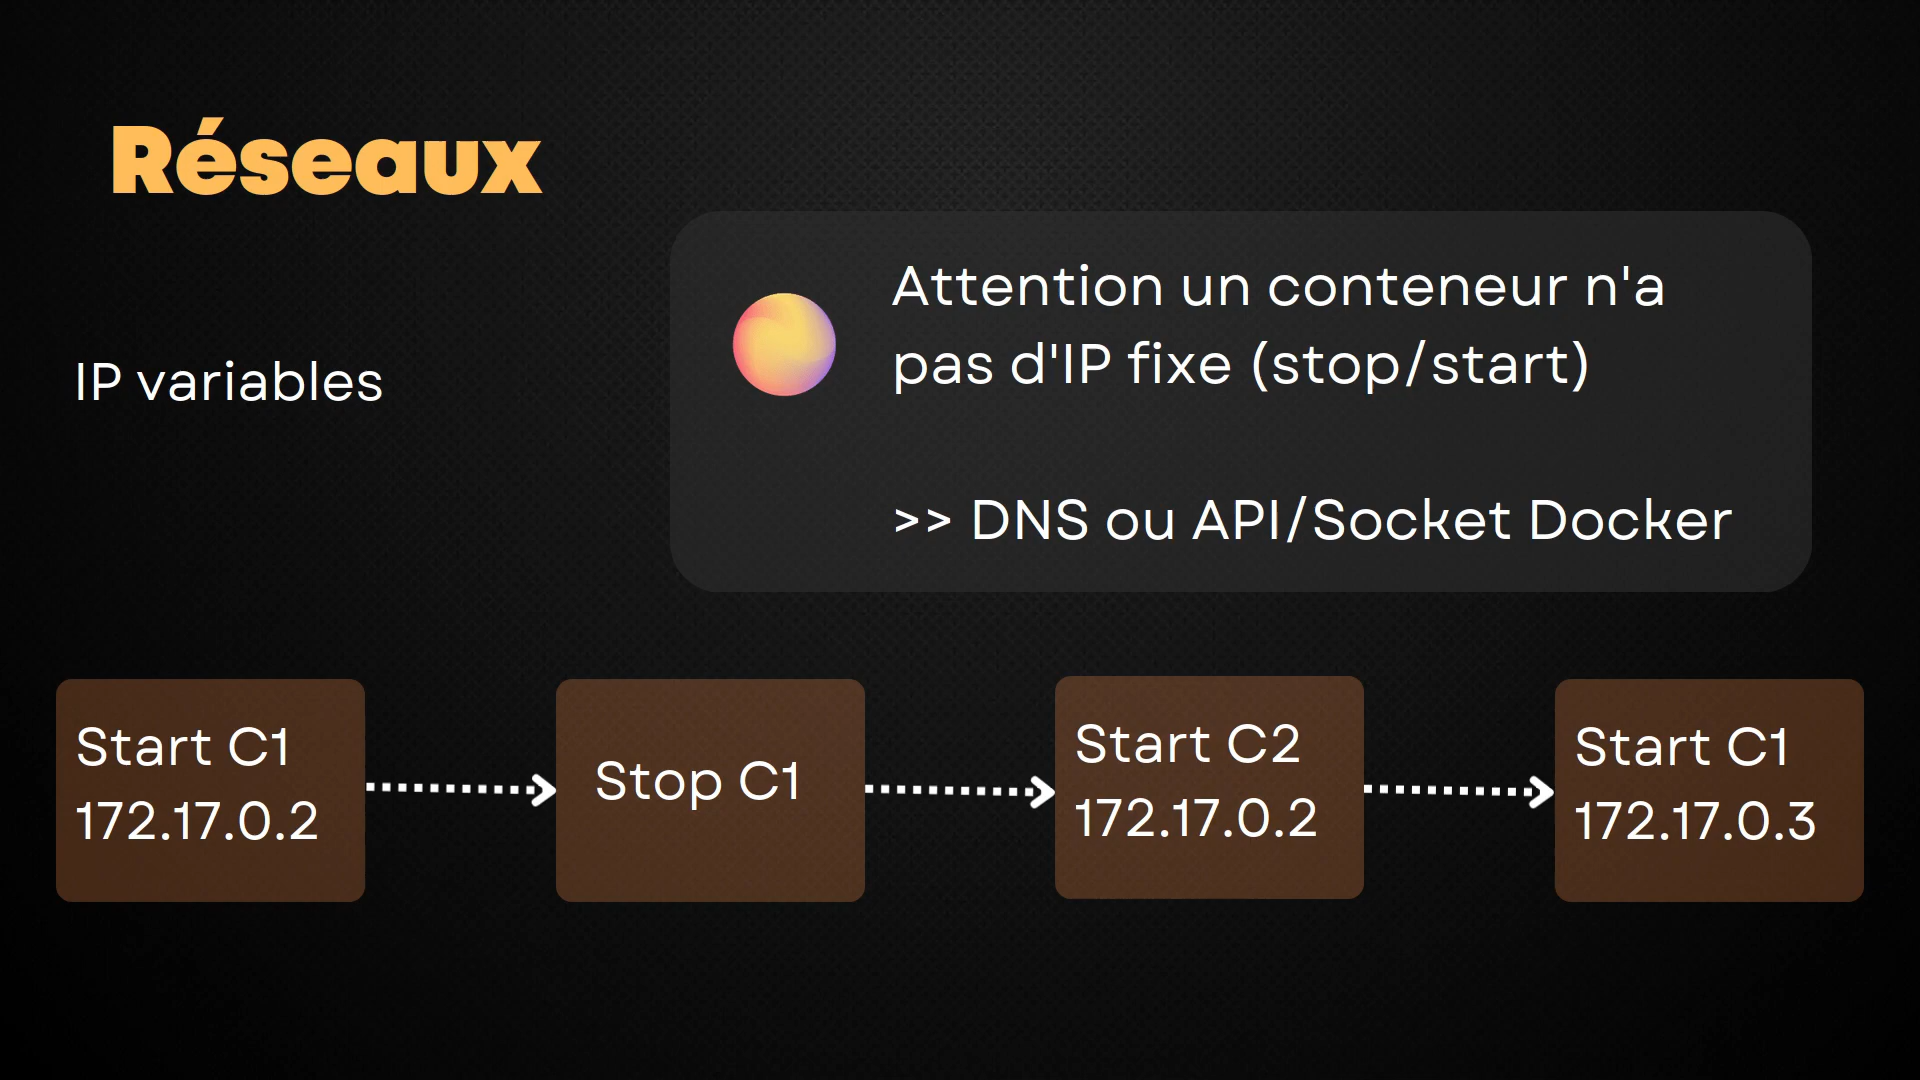 Réseaux
IP variables
Attention un conteneur n'a
pas d'IP fixe (stop/start)
>> DNS ou API/Socket Docker
Start C1
172.17.0.2
Stop C1
Start C2
172.17.0.2
Start C1
172.17.0.3